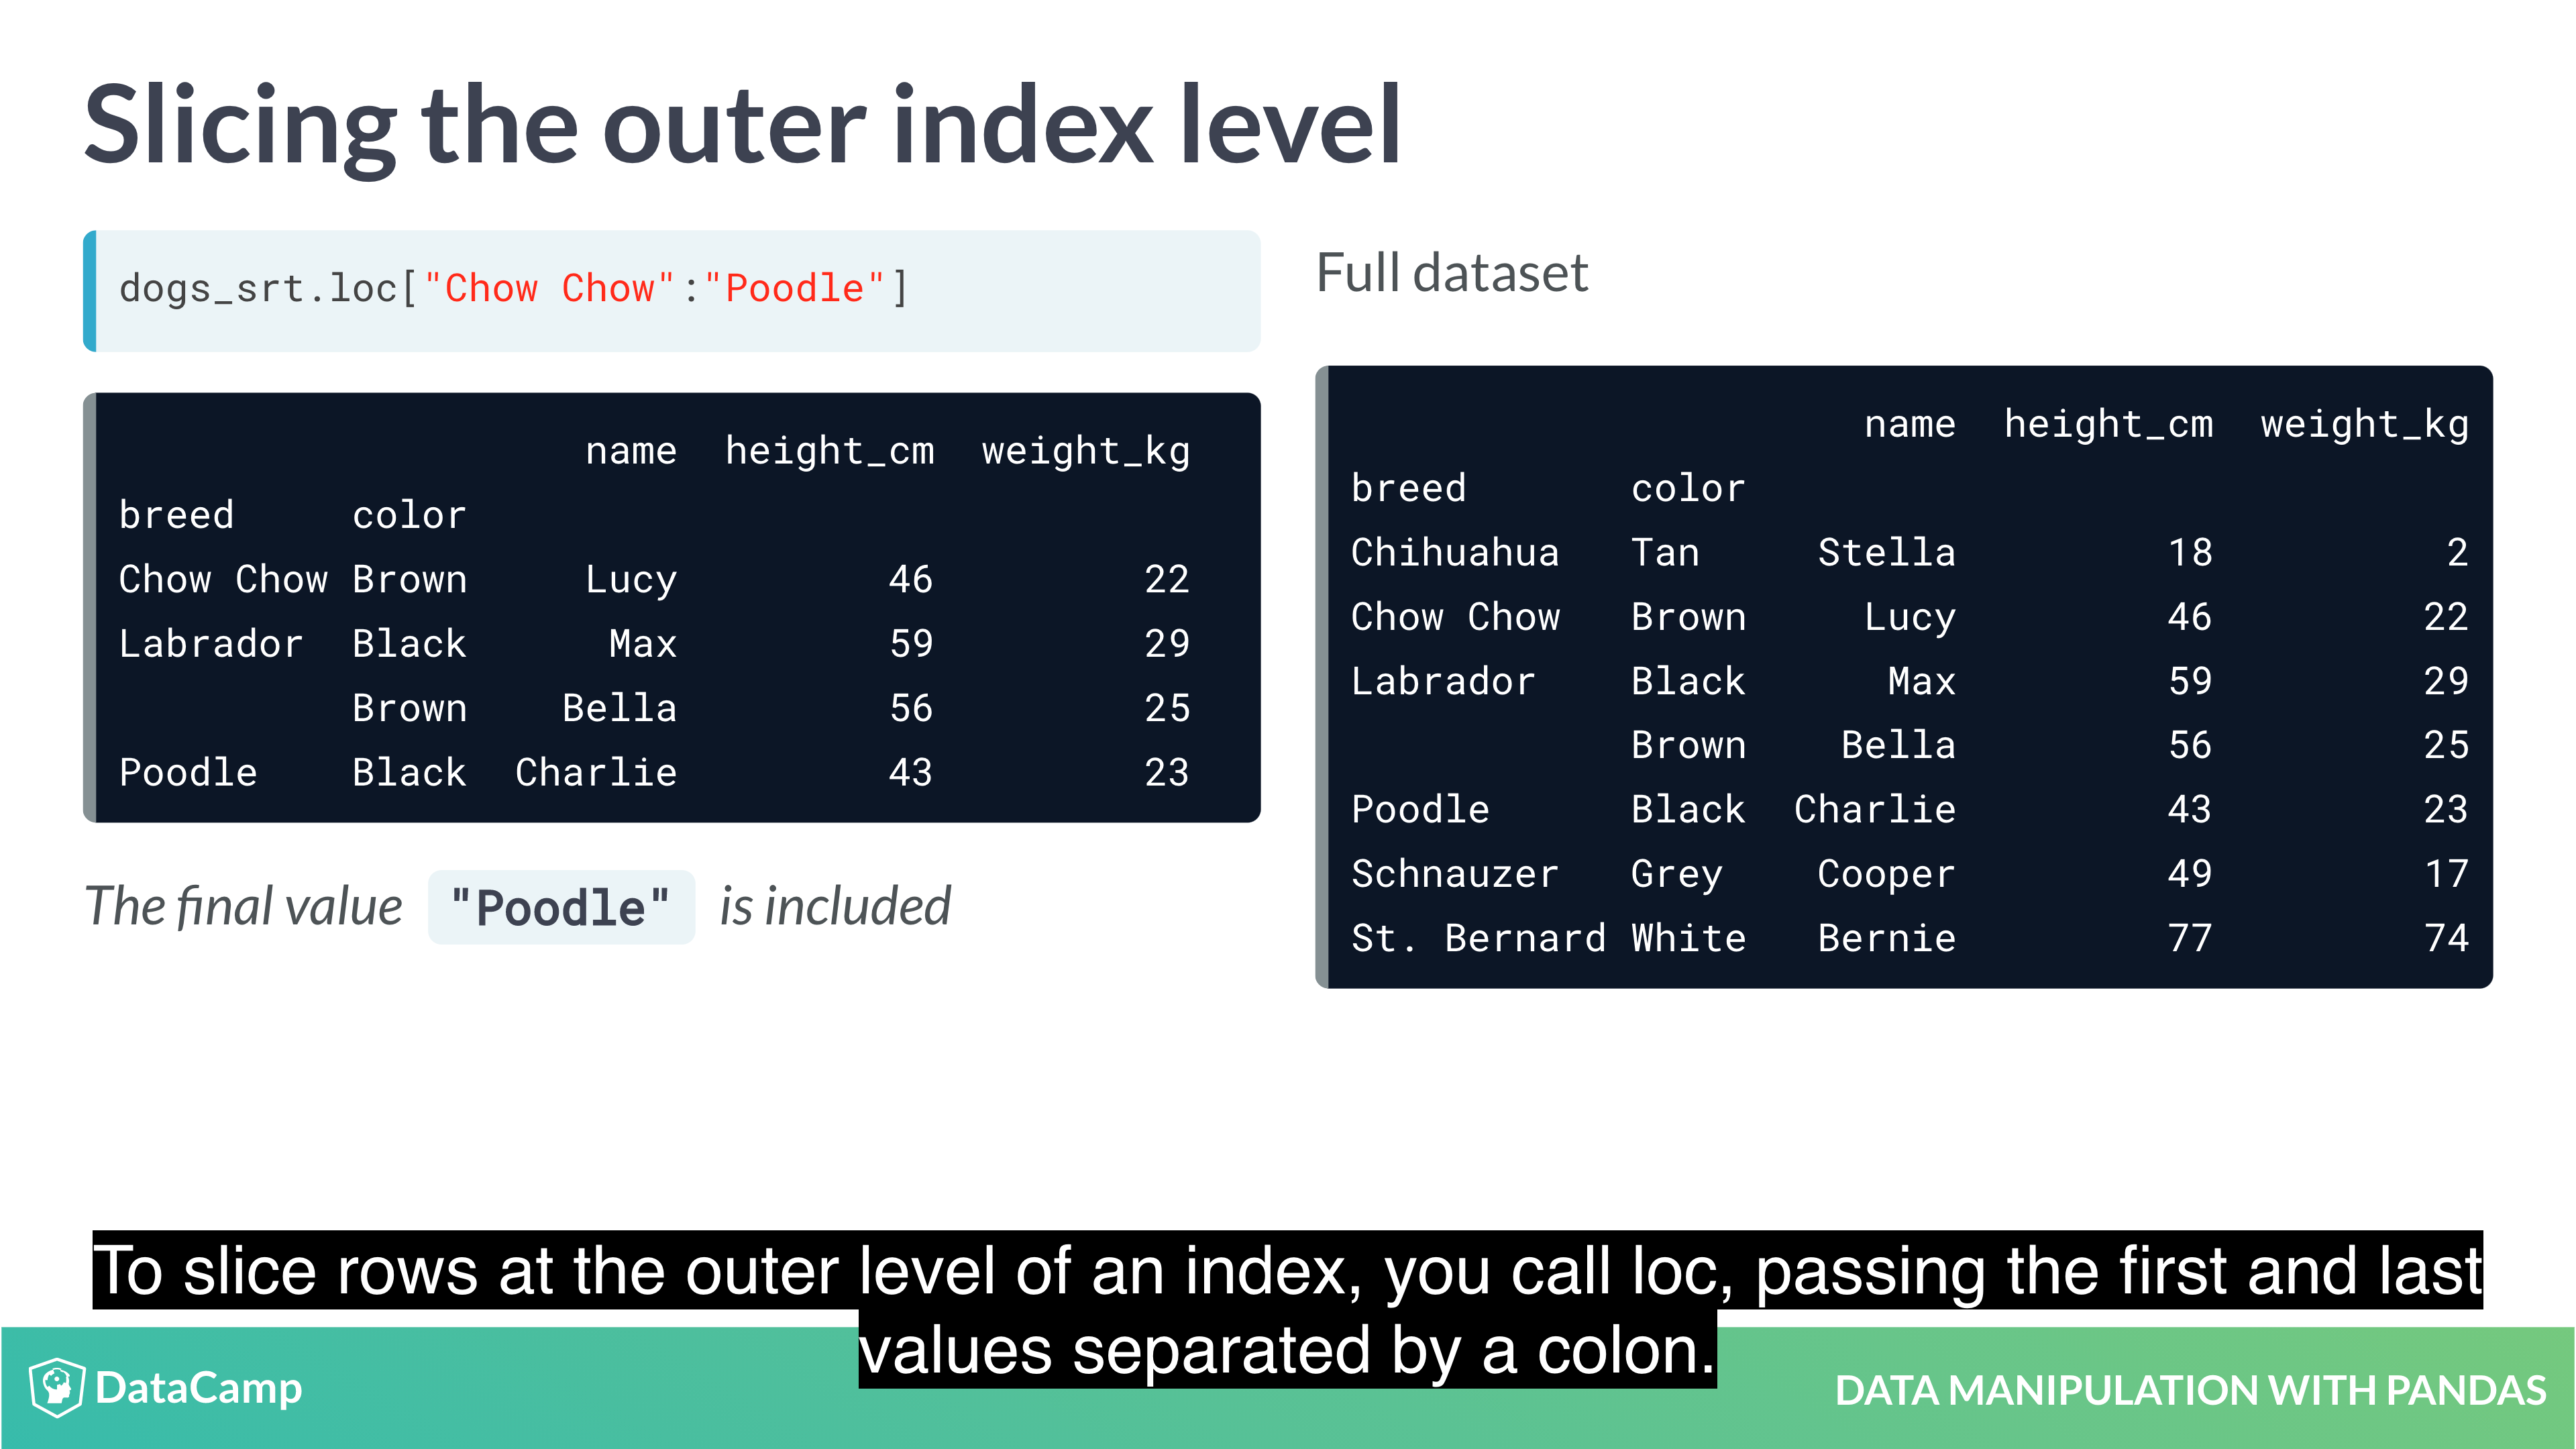 Slicing the outer index level
dogs_srt.loc["Chow Chow":"Poodle"]
name height_cm weight_kg
breed color
Chow Chow Brown Lucy 46 22
Labrador Black Max 59 29
Brown Bella 56 25
Poodle Black Charlie 43 23
The final value "Poodle" is included
Full dataset
name height_cm weight_kg
breed color
Chihuahua Tan Stella 18 2
Chow Chow Brown Lucy 46 22
Labrador Black Max 59 29
Brown Bella 56 25
Poodle Black Charlie 43 23
Schnauzer Grey Cooper 49 17
St. Bernard White Bernie 77 74
To slice rows at the outer level of an index, you call loc, passing the first and last
values separated by a colon.
DataCamp
DATA MANIPULATION WITH PANDAS